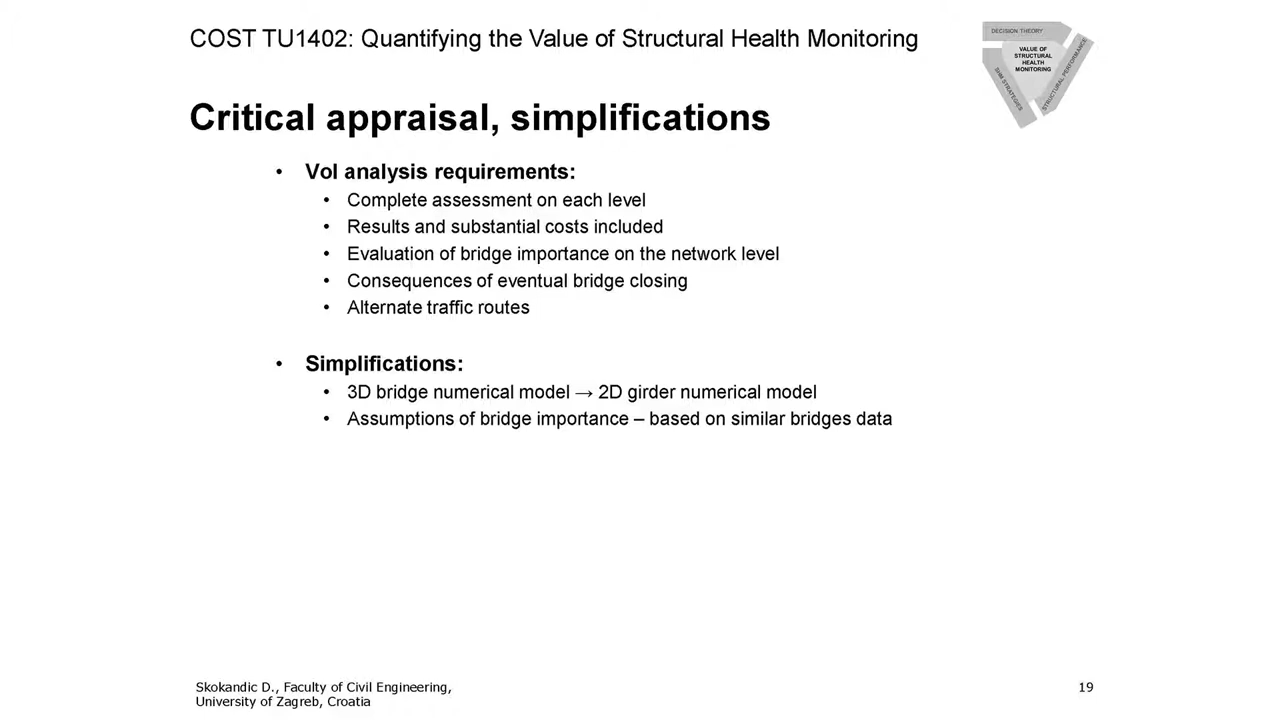 COST TU1402: Quantifying the Value of Structural Health Monitoring
DECISION THEORY
VALUE OF
STRUCTURAL
HEALTH
MONITORING
SHM STRATEGIES
STRUCTURAL PERFORMANCE
Critical appraisal, simplifications
• VoI analysis requirements:
• Complete assessment on each level
• Results and substantial costs included
• Evaluation of bridge importance on the network level
• Consequences of eventual bridge closing
• Alternate traffic routes
• Simplifications:
• 3D bridge numerical model → 2D girder numerical model
• Assumptions of bridge importance – based on similar bridges data
Skokandic D., Faculty of Civil Engineering,
University of Zagreb, Croatia
19